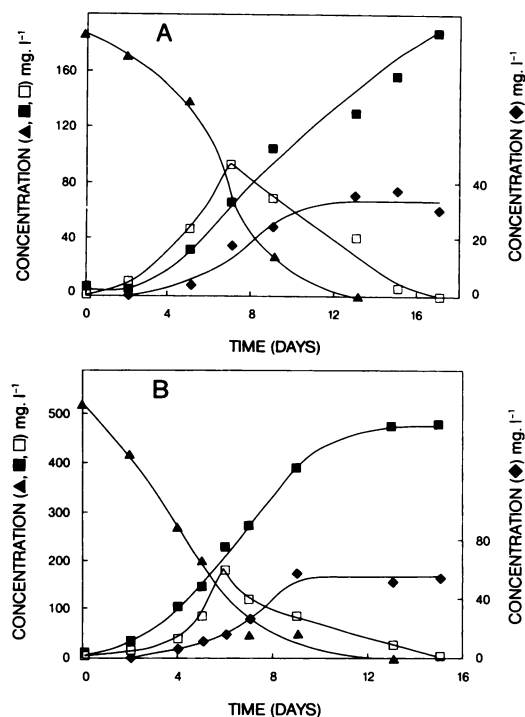 A
CONCENTRATION (▲, ■, □) mg. l⁻¹
160
120
80
40
0
CONCENTRATION (◆) mg l⁻¹
40
20
0
0 4 8 12 16
TIME (DAYS)
B
CONCENTRATION (▲, ■, □) mg. l⁻¹
500
400
300
200
100
0
CONCENTRATION (◆) mg l⁻¹
80
40
0
0 4 8 12 16
TIME (DAYS)